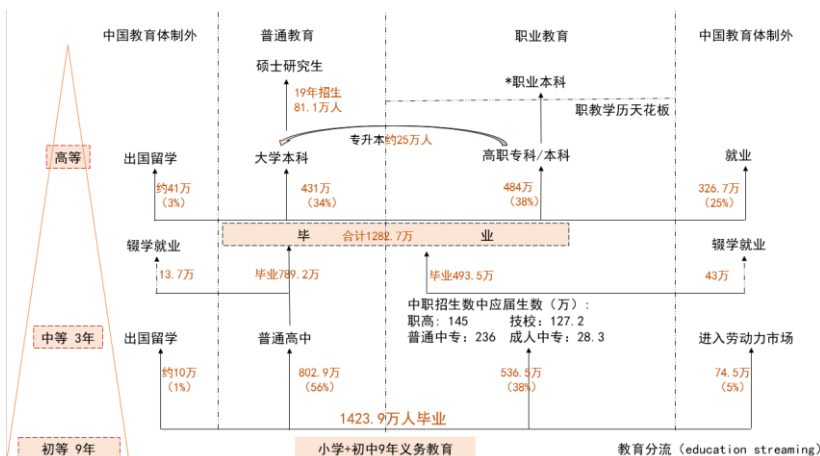 中国教育体制外 普通教育 职业教育 中国教育体制外
硕士研究生
19年招生
81.1万人
*职业本科
职教学历天花板
专升本约25万人
高等 出国留学 大学本科 高职专科/本科 就业
约41万
(3%)
431万
(34%)
484万
(38%)
326.7万
(25%)
毕 合计1282.7万 业
辍学就业 辍学就业
13.7万 毕业789.2万 毕业493.5万 43万
中职招生数中应届生数(万):
职高: 145 技校: 127.2
普通中专: 236 成人中专: 28.3
中等 3年 出国留学 普通高中 进入劳动力市场
约10万
(1%)
802.9万
(56%)
536.5万
(38%)
74.5万
(5%)
1423.9万人毕业
初等 9年 小学+初中9年义务教育 教育分流(education streaming)